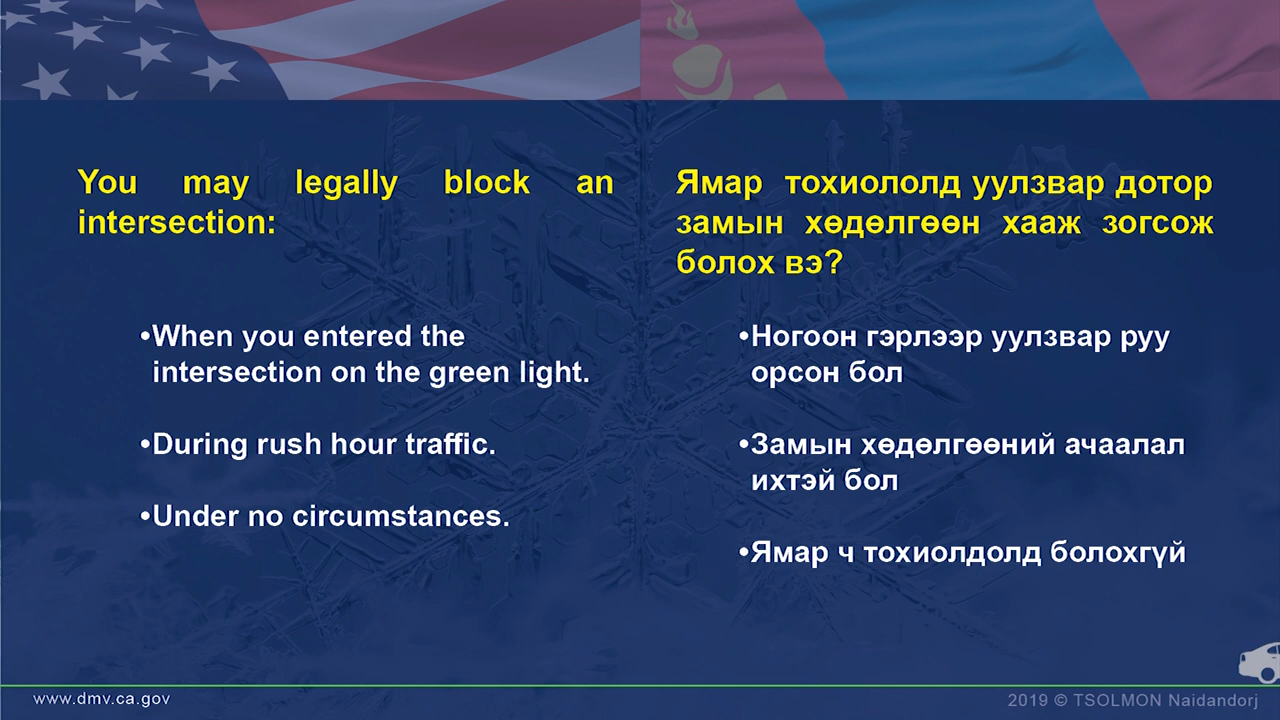 You may legally block an
intersection:
•When you entered the
intersection on the green light.
•During rush hour traffic.
•Under no circumstances.
Ямар тохиололд уулзвар дотор
замын хөдөлгөөн хааж зогсож
болох вэ?
•Ногоон гэрлээр уулзвар руу
орсон бол
•Замын хөдөлгөөний ачаалал
ихтэй бол
•Ямар ч тохиолдолд болохгүй
www.dmv.ca.gov
2019 © TSOLMON Naidandorj